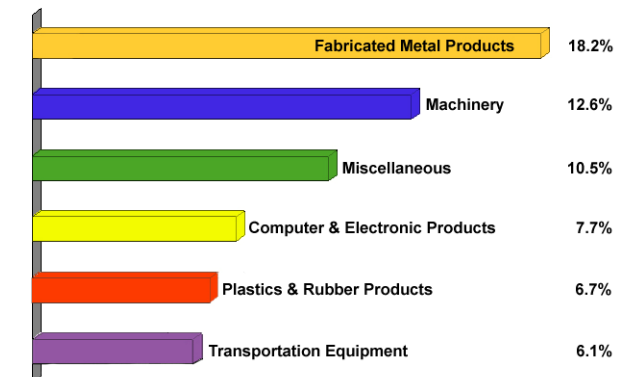 Fabricated Metal Products 18.2%
Machinery 12.6%
Miscellaneous 10.5%
Computer & Electronic Products 7.7%
Plastics & Rubber Products 6.7%
Transportation Equipment 6.1%